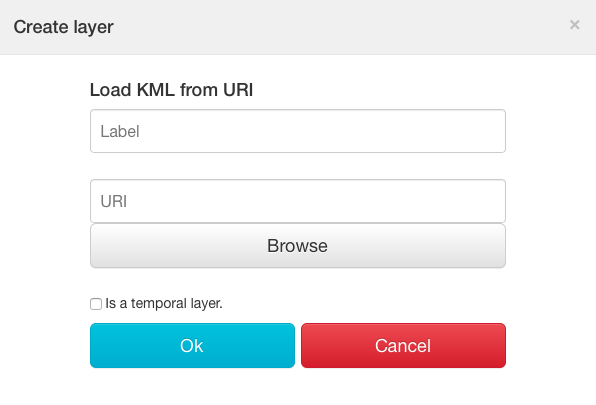 Create layer ×
Load KML from URI
Label
URI
Browse
Is a temporal layer.
Ok Cancel